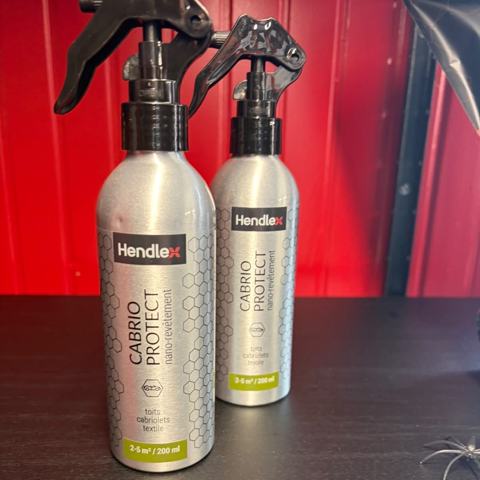 Hendlex
CABRIO
PROTECT
nano-revêtement
toits
cabriolets
textile
2-5 m² / 200 ml
Hendlex
CABRIO
PROTECT
nano-revêtement
toits
cabriolets
textile
2-5 m² / 200 ml